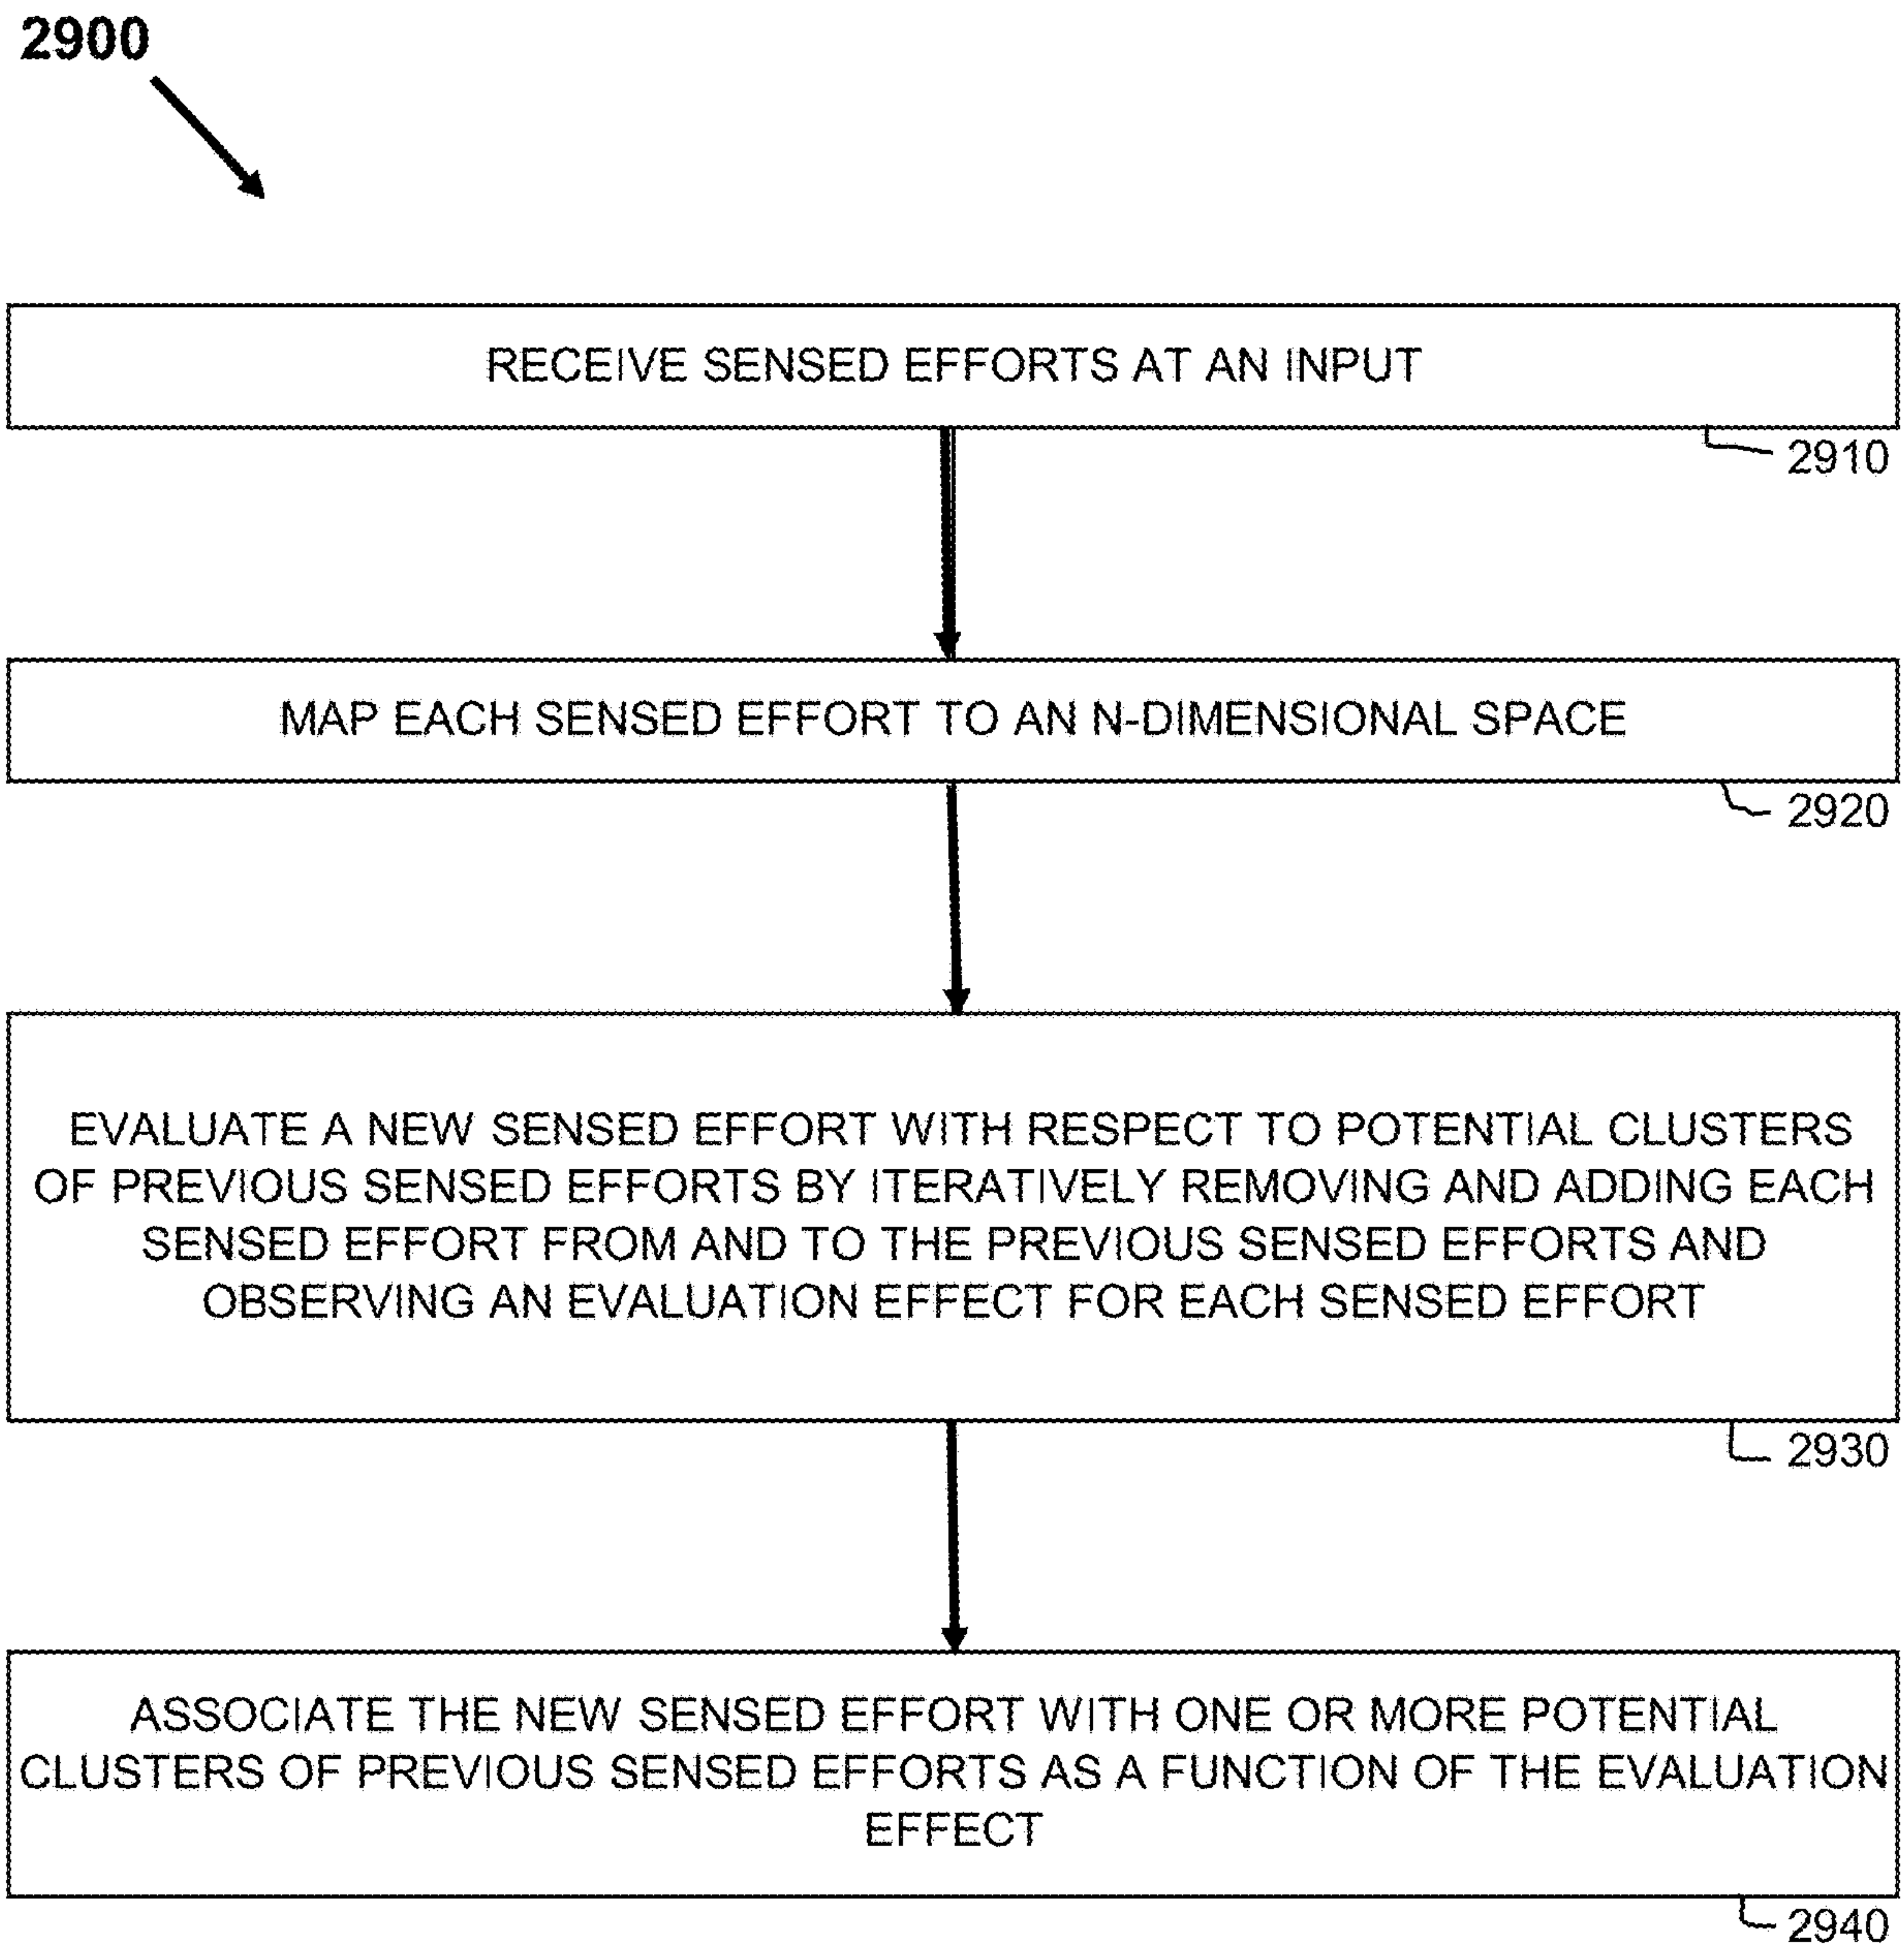 2900
RECEIVE SENSED EFFORTS AT AN INPUT
2910
MAP EACH SENSED EFFORT TO AN N-DIMENSIONAL SPACE
2920
EVALUATE A NEW SENSED EFFORT WITH RESPECT TO POTENTIAL CLUSTERS
OF PREVIOUS SENSED EFFORTS BY ITERATIVELY REMOVING AND ADDING EACH
SENSED EFFORT FROM AND TO THE PREVIOUS SENSED EFFORTS AND
OBSERVING AN EVALUATION EFFECT FOR EACH SENSED EFFORT
2930
ASSOCIATE THE NEW SENSED EFFORT WITH ONE OR MORE POTENTIAL
CLUSTERS OF PREVIOUS SENSED EFFORTS AS A FUNCTION OF THE EVALUATION
EFFECT
2940